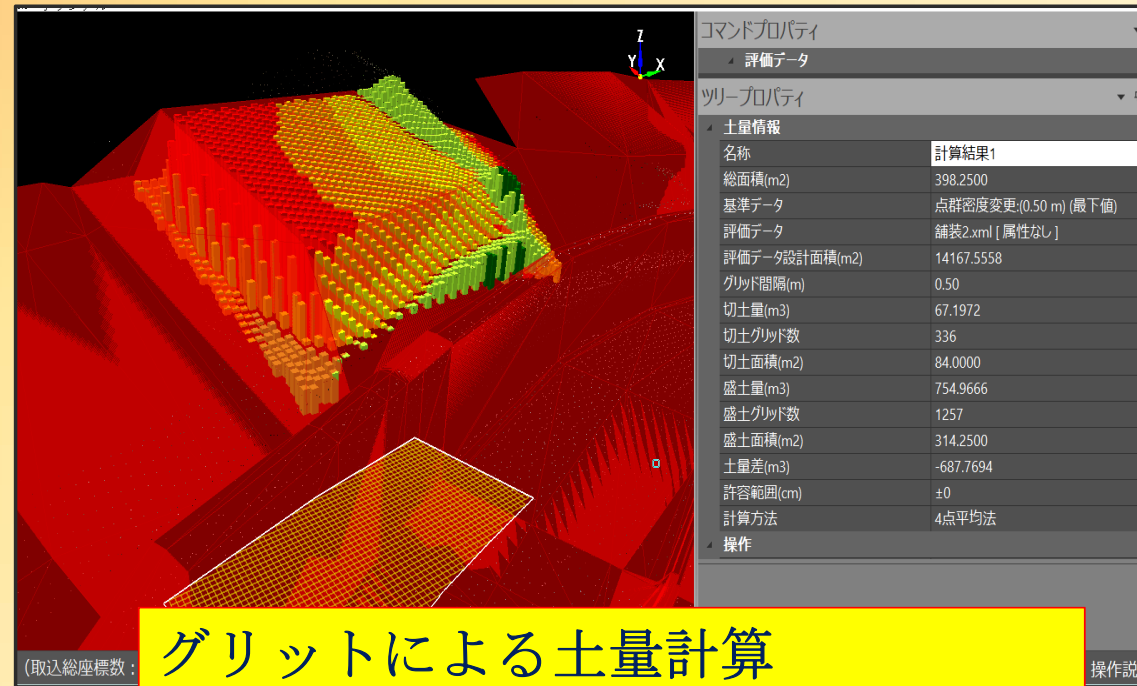 Z
Y X
コマンドプロパティ
評価データ
ツリープロパティ
土量情報
名称 計算結果1
総面積(m2) 398.2500
基準データ 点群密度変更:(0.50 m) (最下値)
評価データ 舗装2.xml [ 属性なし ]
評価データ設計面積(m2) 14167.5558
グリッド間隔(m) 0.50
切土量(m3) 67.1972
切土グリッド数 336
切土面積(m2) 84.0000
盛土量(m3) 754.9666
盛土グリッド数 1257
盛土面積(m2) 314.2500
土量差(m3) -687.7694
許容範囲(cm) ±0
計算方法 4点平均法
操作
グリットによる土量計算
(取込総座標数 : 操作説